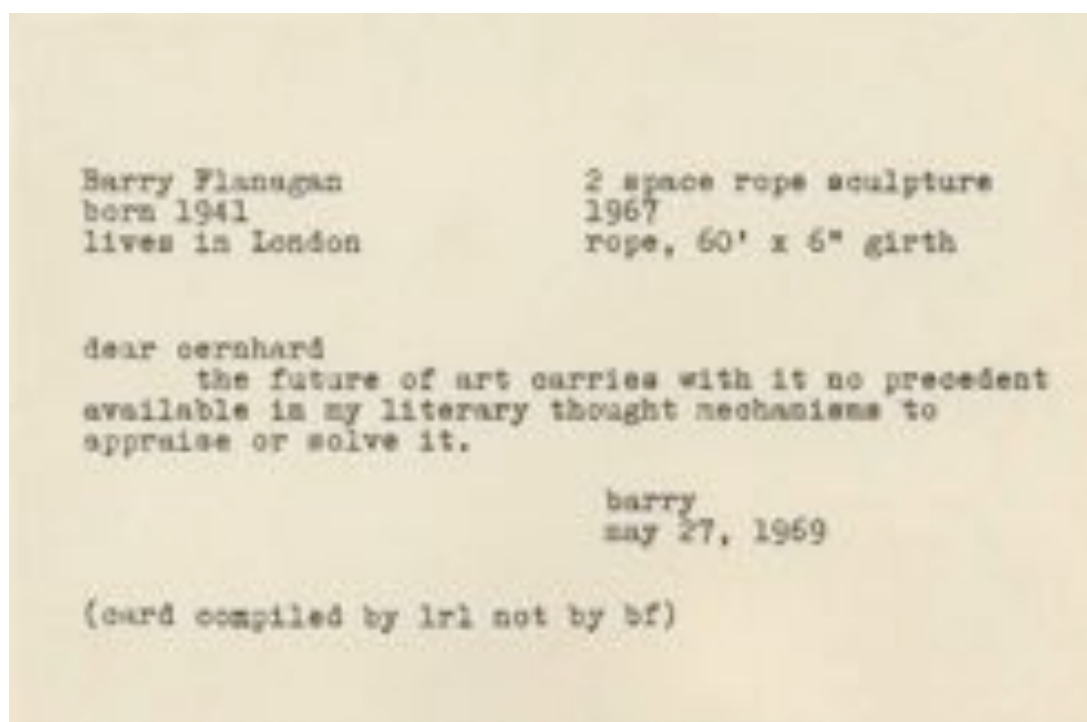 Barry Flanagan
born 1941
lives in London
2 space rope sculpture
1967
rope, 60' x 6" girth
dear cernhard
the future of art carries with it no precedent
available in my literary thought mechanisms to
appraise or solve it.
barry
may 27, 1969
(card compiled by lrl not by bf)